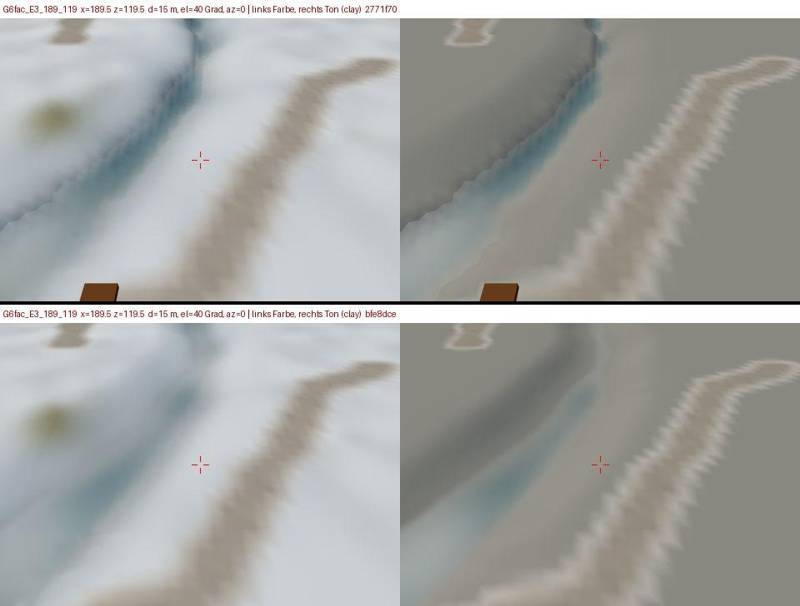 G6fac_E3_189_119 x=189.5 z=119.5 d=15 m, el=40 Grad, az=0 | links Farbe, rechts Ton (clay) 2771f70
G6fac_E3_189_119 x=189.5 z=119.5 d=15 m, el=40 Grad, az=0 | links Farbe, rechts Ton (clay) bfe8dce